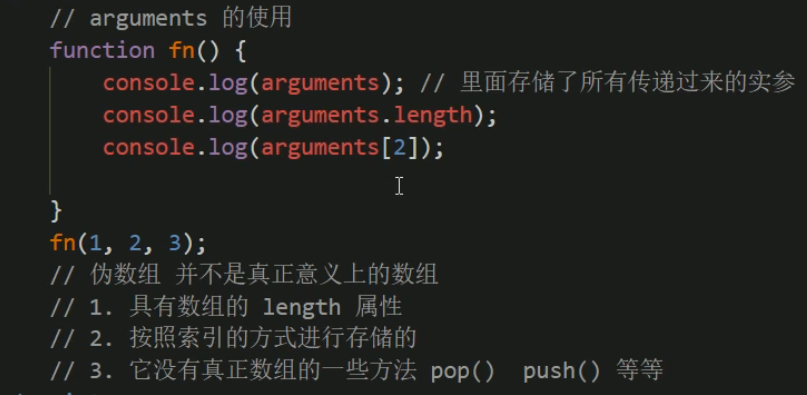 // arguments 的使用
function fn() {
console.log(arguments); // 里面存储了所有传递过来的实参
console.log(arguments.length);
console.log(arguments[2]);
}
fn(1, 2, 3);
// 伪数组 并不是真正意义上的数组
// 1. 具有数组的 length 属性
// 2. 按照索引的方式进行存储的
// 3. 它没有真正数组的一些方法 pop() push() 等等